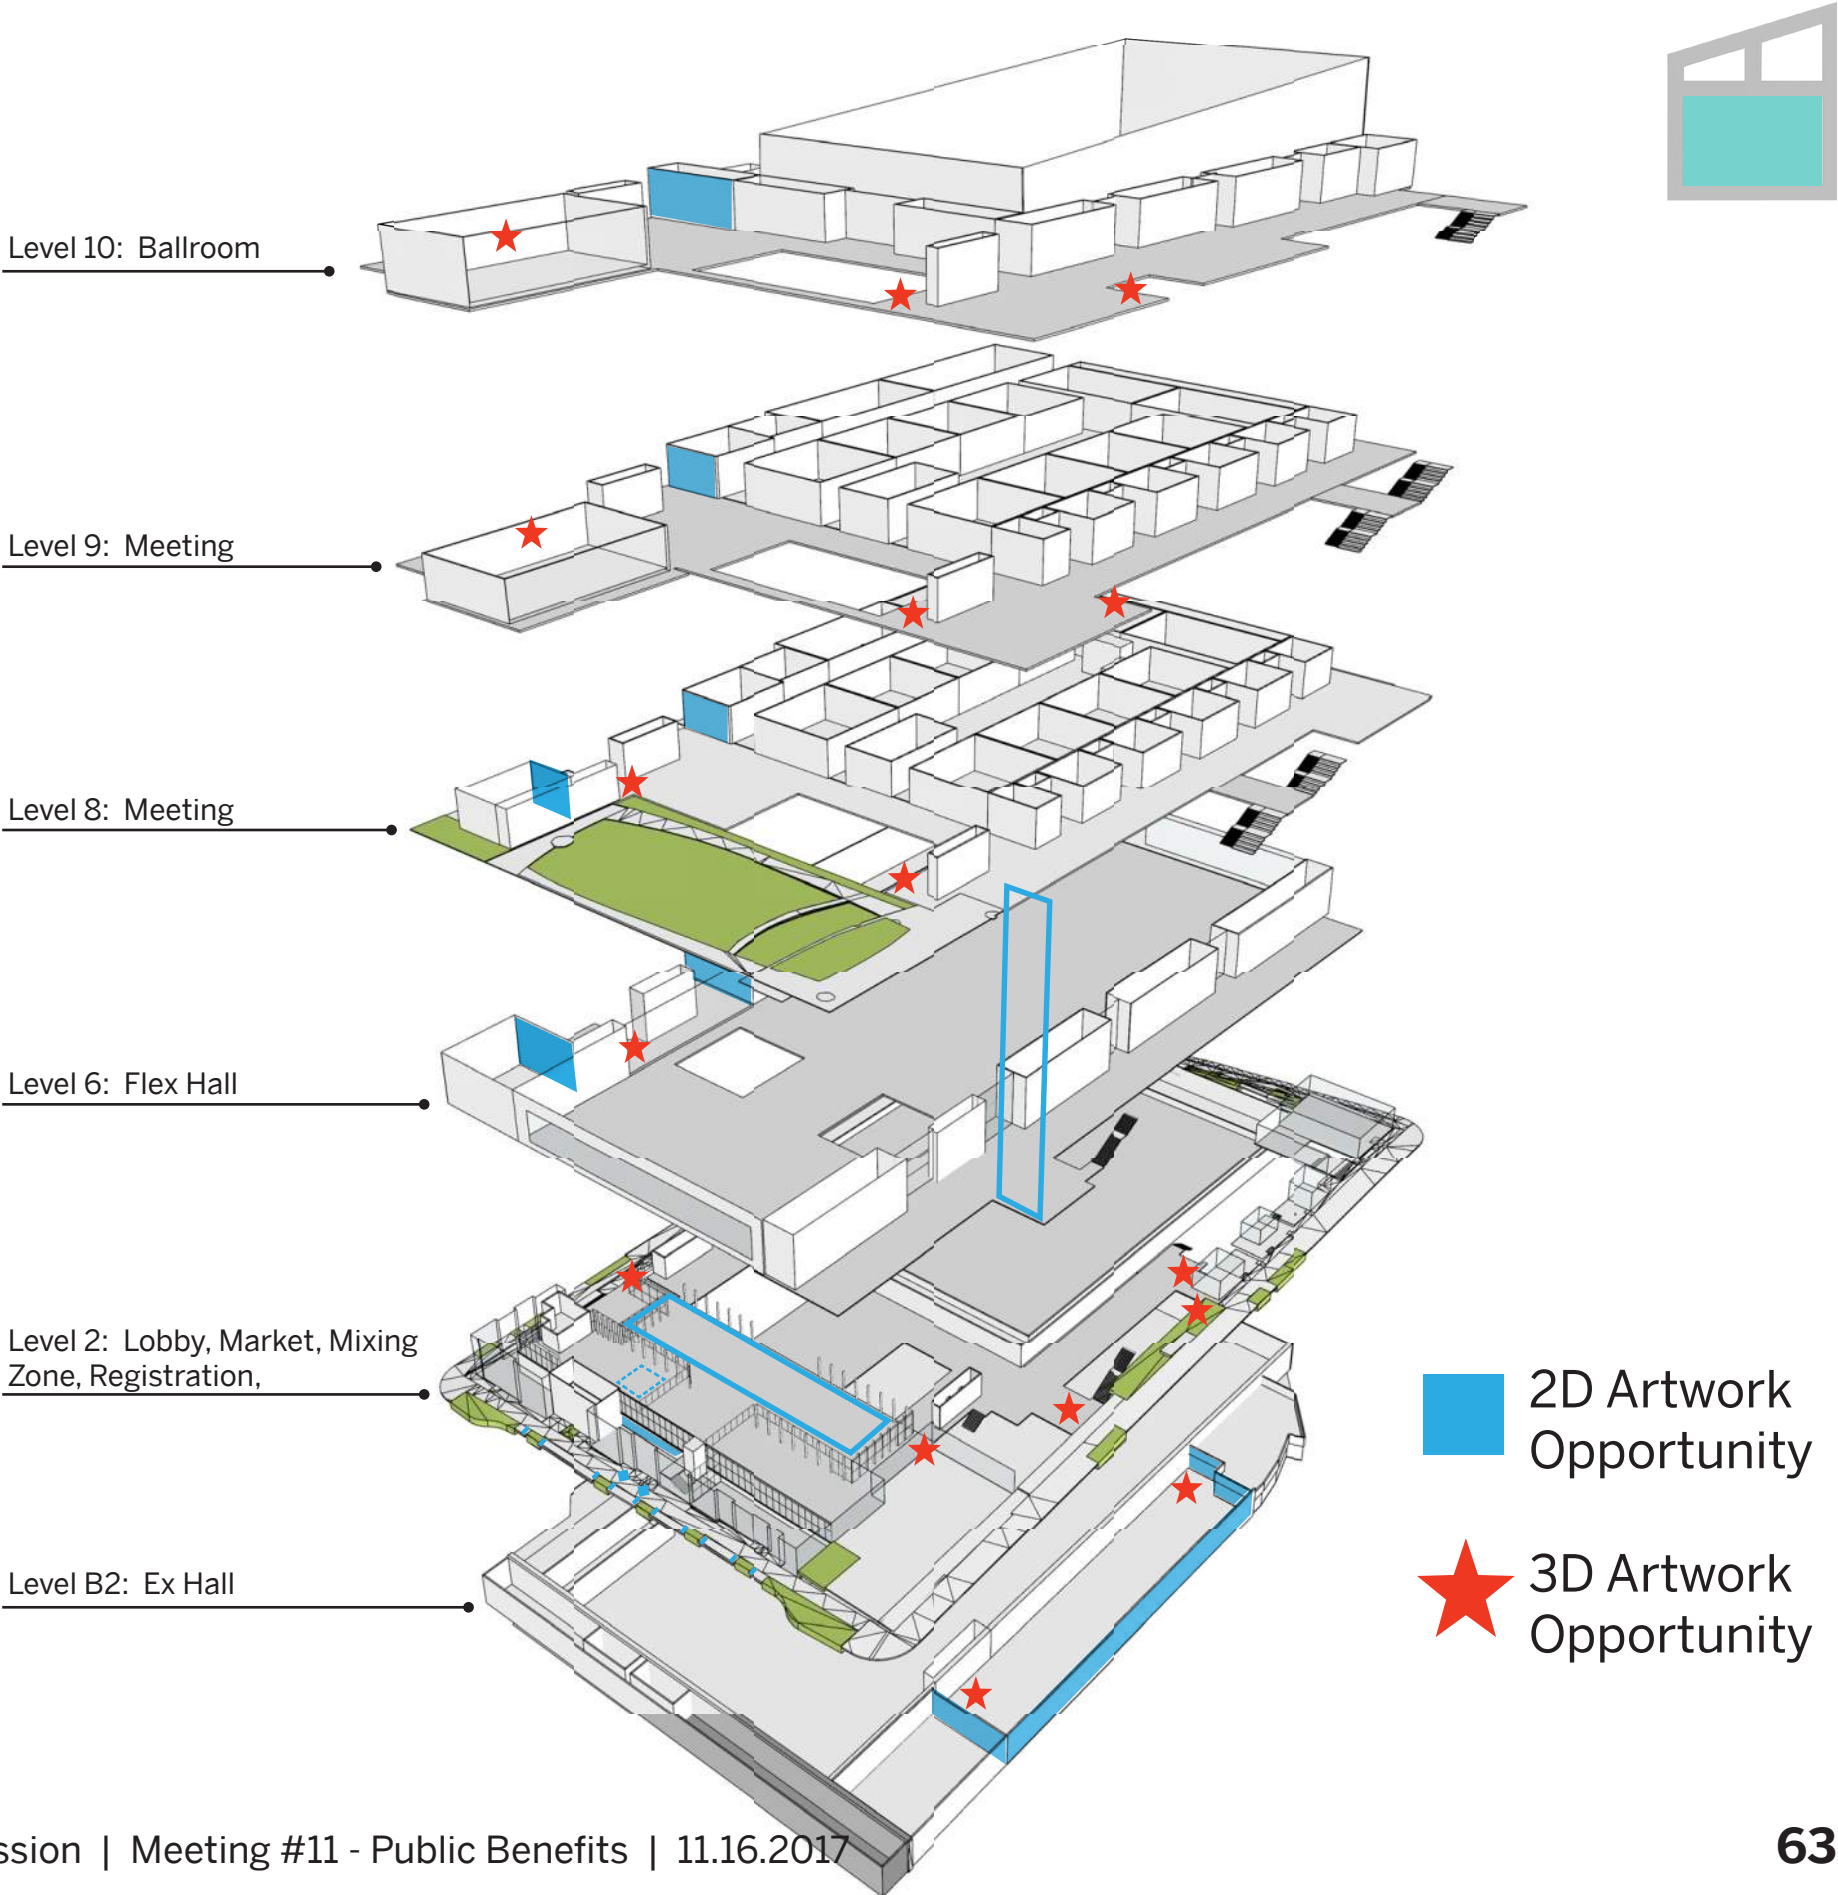 Level 10:  Ballroom
Level 9:  Meeting
Level 8:  Meeting
Level 6:  Flex Hall
Level 2:  Lobby, Market, Mixing
Zone, Registration,
Level B2:  Ex Hall
2D Artwork
Opportunity
3D Artwork
Opportunity
ssion  |  Meeting #11 - Public Benefits  |  11.16.2017
63